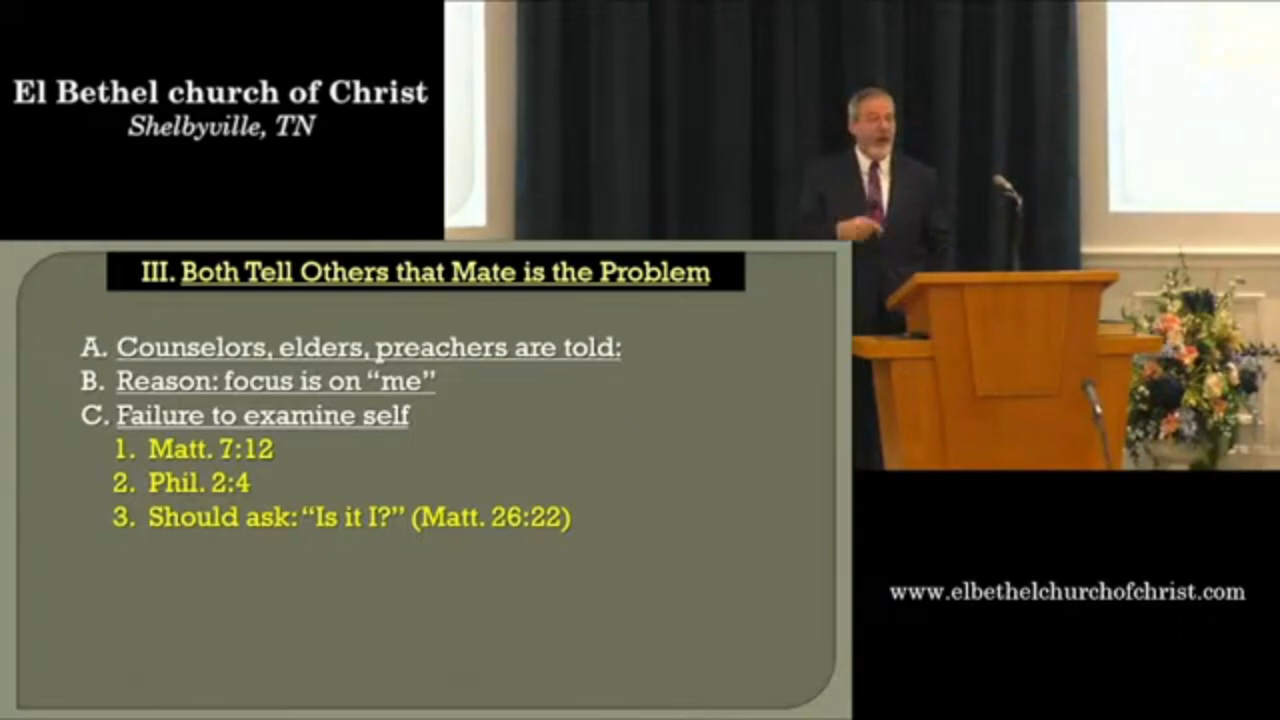 El Bethel church of Christ
Shelbyville, TN
III. Both Tell Others that Mate is the Problem
A. Counselors, elders, preachers are told:
B. Reason: focus is on “me”
C. Failure to examine self
1. Matt. 7:12
2. Phil. 2:4
3. Should ask: “Is it I?” (Matt. 26:22)
www.elbethelchurchofchrist.com